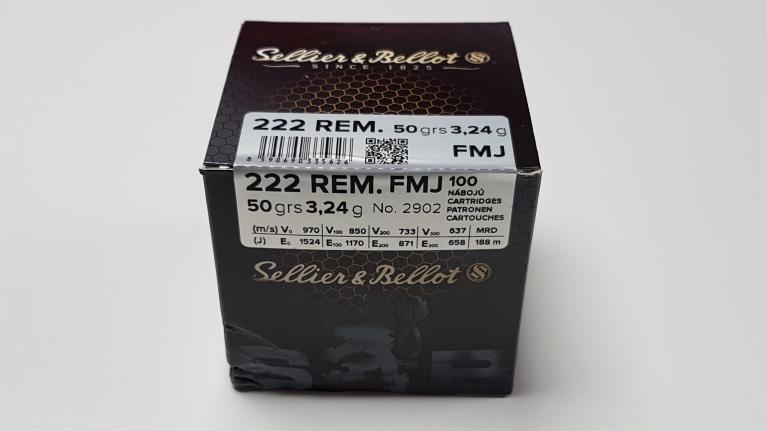 Sellier & Bellot SB
SINCE 1825
222 REM. 50 grs 3,24 g
8 590690 335626
FMJ
222 REM. FMJ 100
NÁBOJŮ
CARTRIDGES
PATRONEN
CARTOUCHES
50 grs 3,24 g No. 2902
(m/s) V₀ 970 V₁₀₀ 850 V₂₀₀ 733 V₃₀₀ 637 MRD
(J) E₀ 1524 E₁₀₀ 1170 E₂₀₀ 871 E₃₀₀ 658 188 m
Sellier & Bellot SB
S B